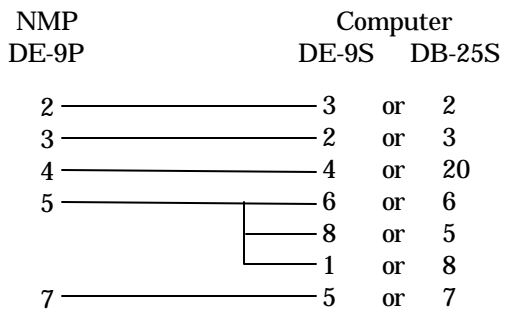 NMP Computer
DE-9P DE-9S DB-25S
2 3 or 2
3 2 or 3
4 4 or 20
5 6 or 6
8 or 5
1 or 8
7 5 or 7